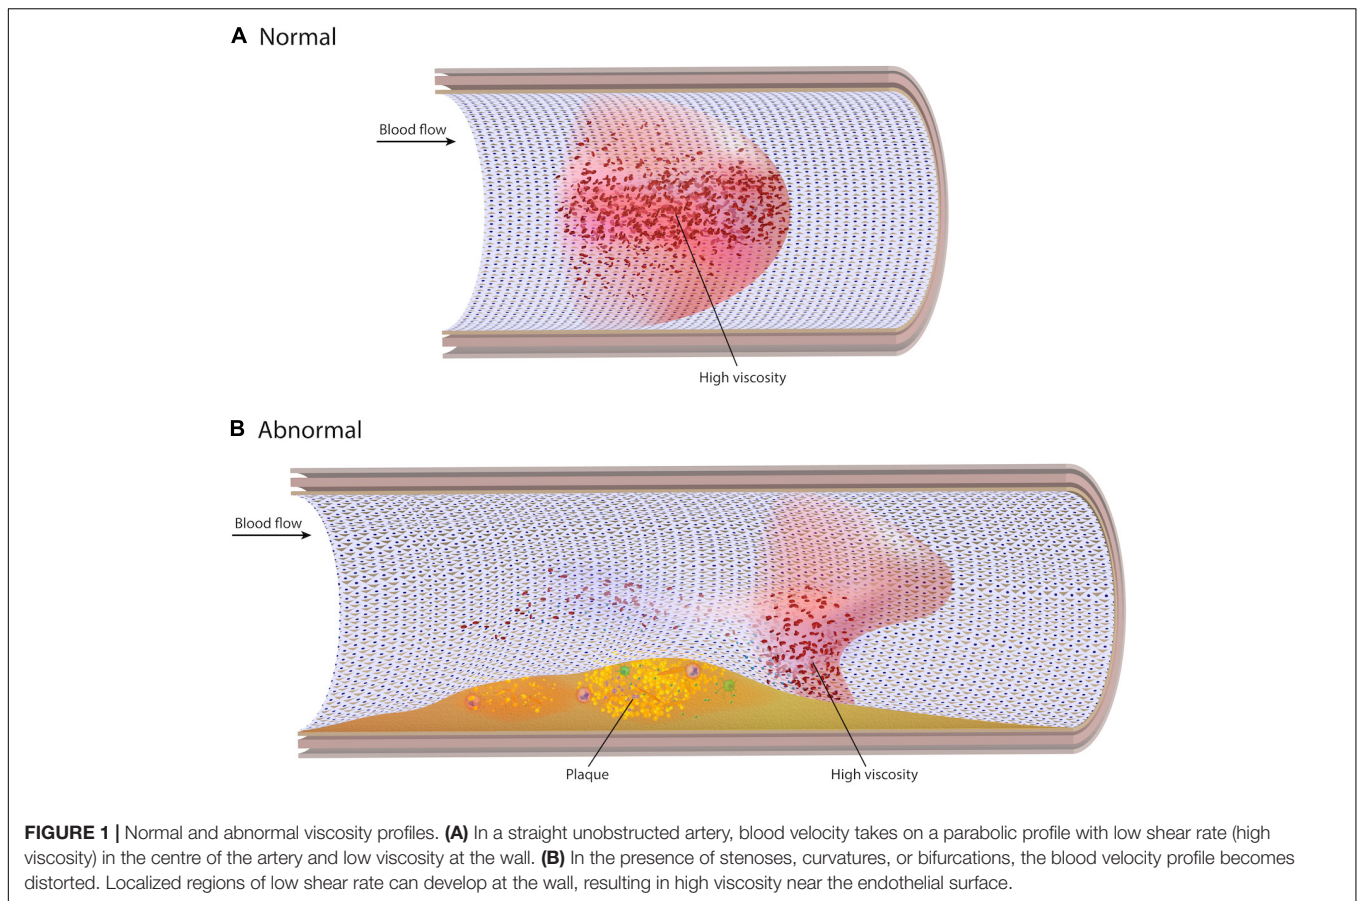 A Normal
Blood flow
High viscosity
B Abnormal
Blood flow
Plaque
High viscosity
FIGURE 1 | Normal and abnormal viscosity profiles. (A) In a straight unobstructed artery, blood velocity takes on a parabolic profile with low shear rate (high
viscosity) in the centre of the artery and low viscosity at the wall. (B) In the presence of stenoses, curvatures, or bifurcations, the blood velocity profile becomes
distorted. Localized regions of low shear rate can develop at the wall, resulting in high viscosity near the endothelial surface.